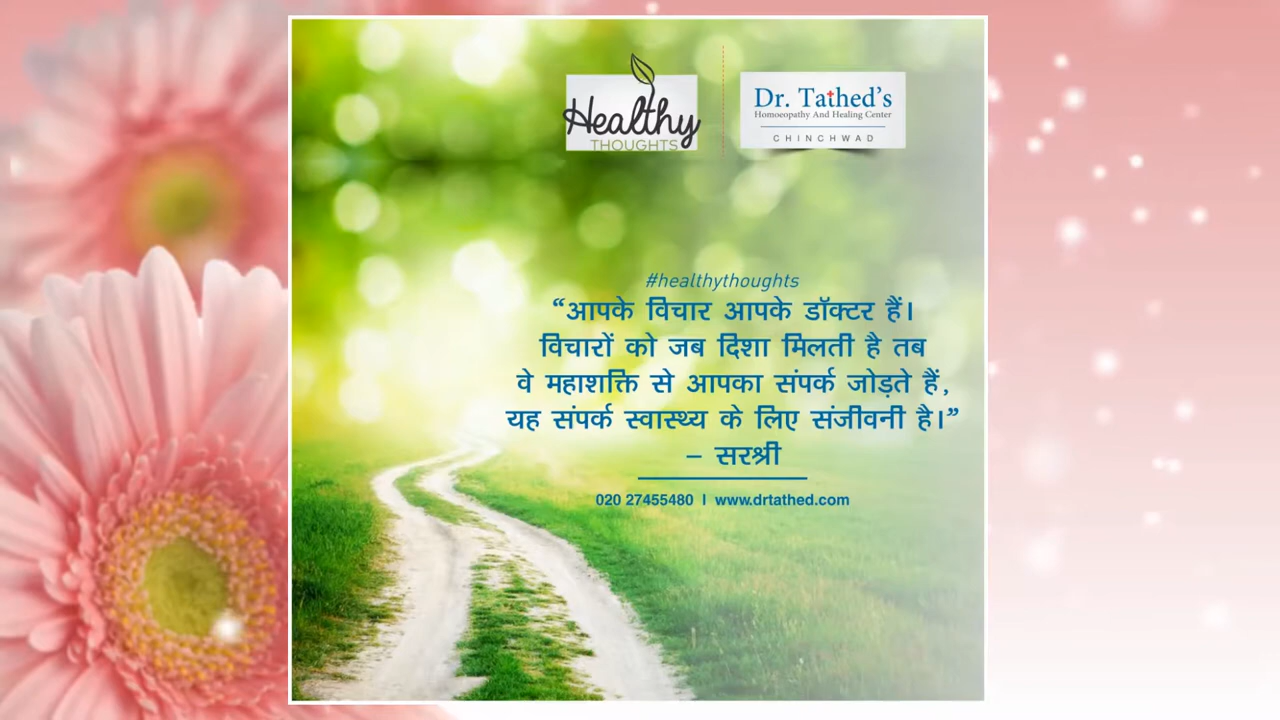 Healthy
THOUGHTS
Dr. Tathed's
Homoeopathy And Healing Center
CHINCHWAD
#healthythoughts
“आपके विचार आपके डॉक्टर हैं।
विचारों को जब दिशा मिलती है तब
वे महाशक्ति से आपका संपर्क जोड़ते हैं,
यह संपर्क स्वास्थ्य के लिए संजीवनी है।”
– सरश्री
020 27455480 | www.drtathed.com